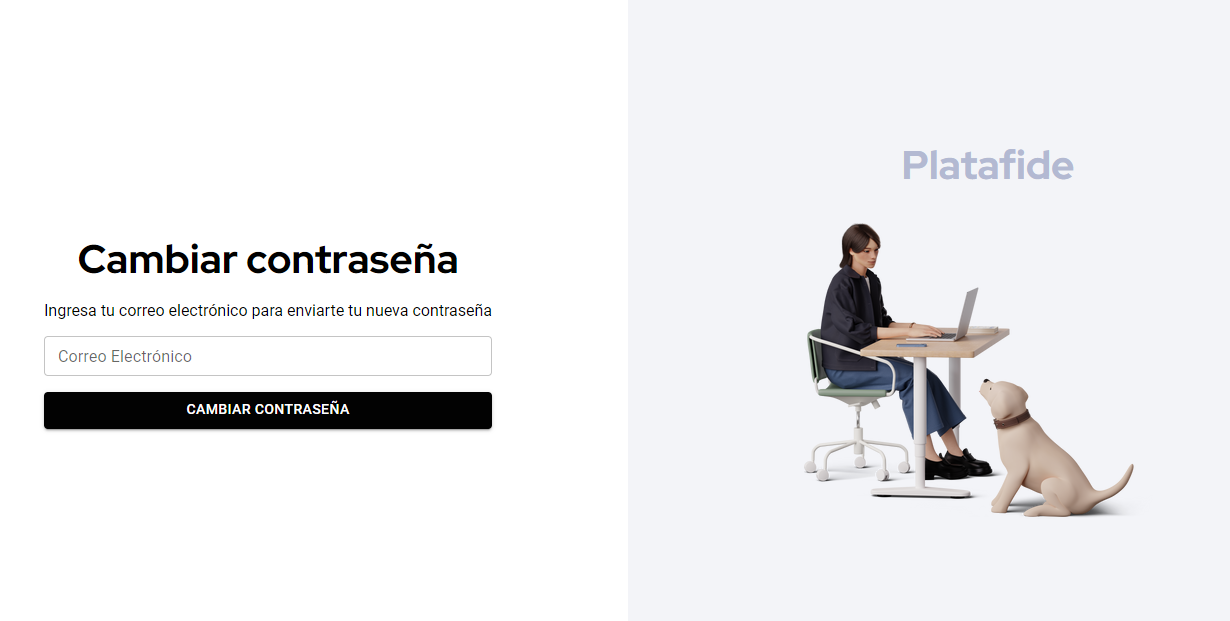 Cambiar contraseña
Ingresa tu correo electrónico para enviarte tu nueva contraseña
Correo Electrónico
CAMBIAR CONTRASEÑA
Platafide